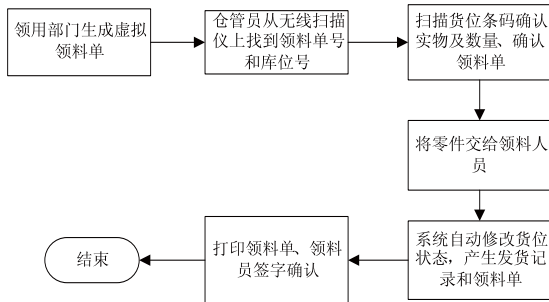 领用部门生成虚拟
领料单
仓管员从无线扫描
仪上找到领料单号
和库位号
扫描货位条码确认
实物及数量、确认
领料单
将零件交给领料人
员
系统自动修改货位
状态，产生发货记
录和领料单
打印领料单、领料
员签字确认
结束